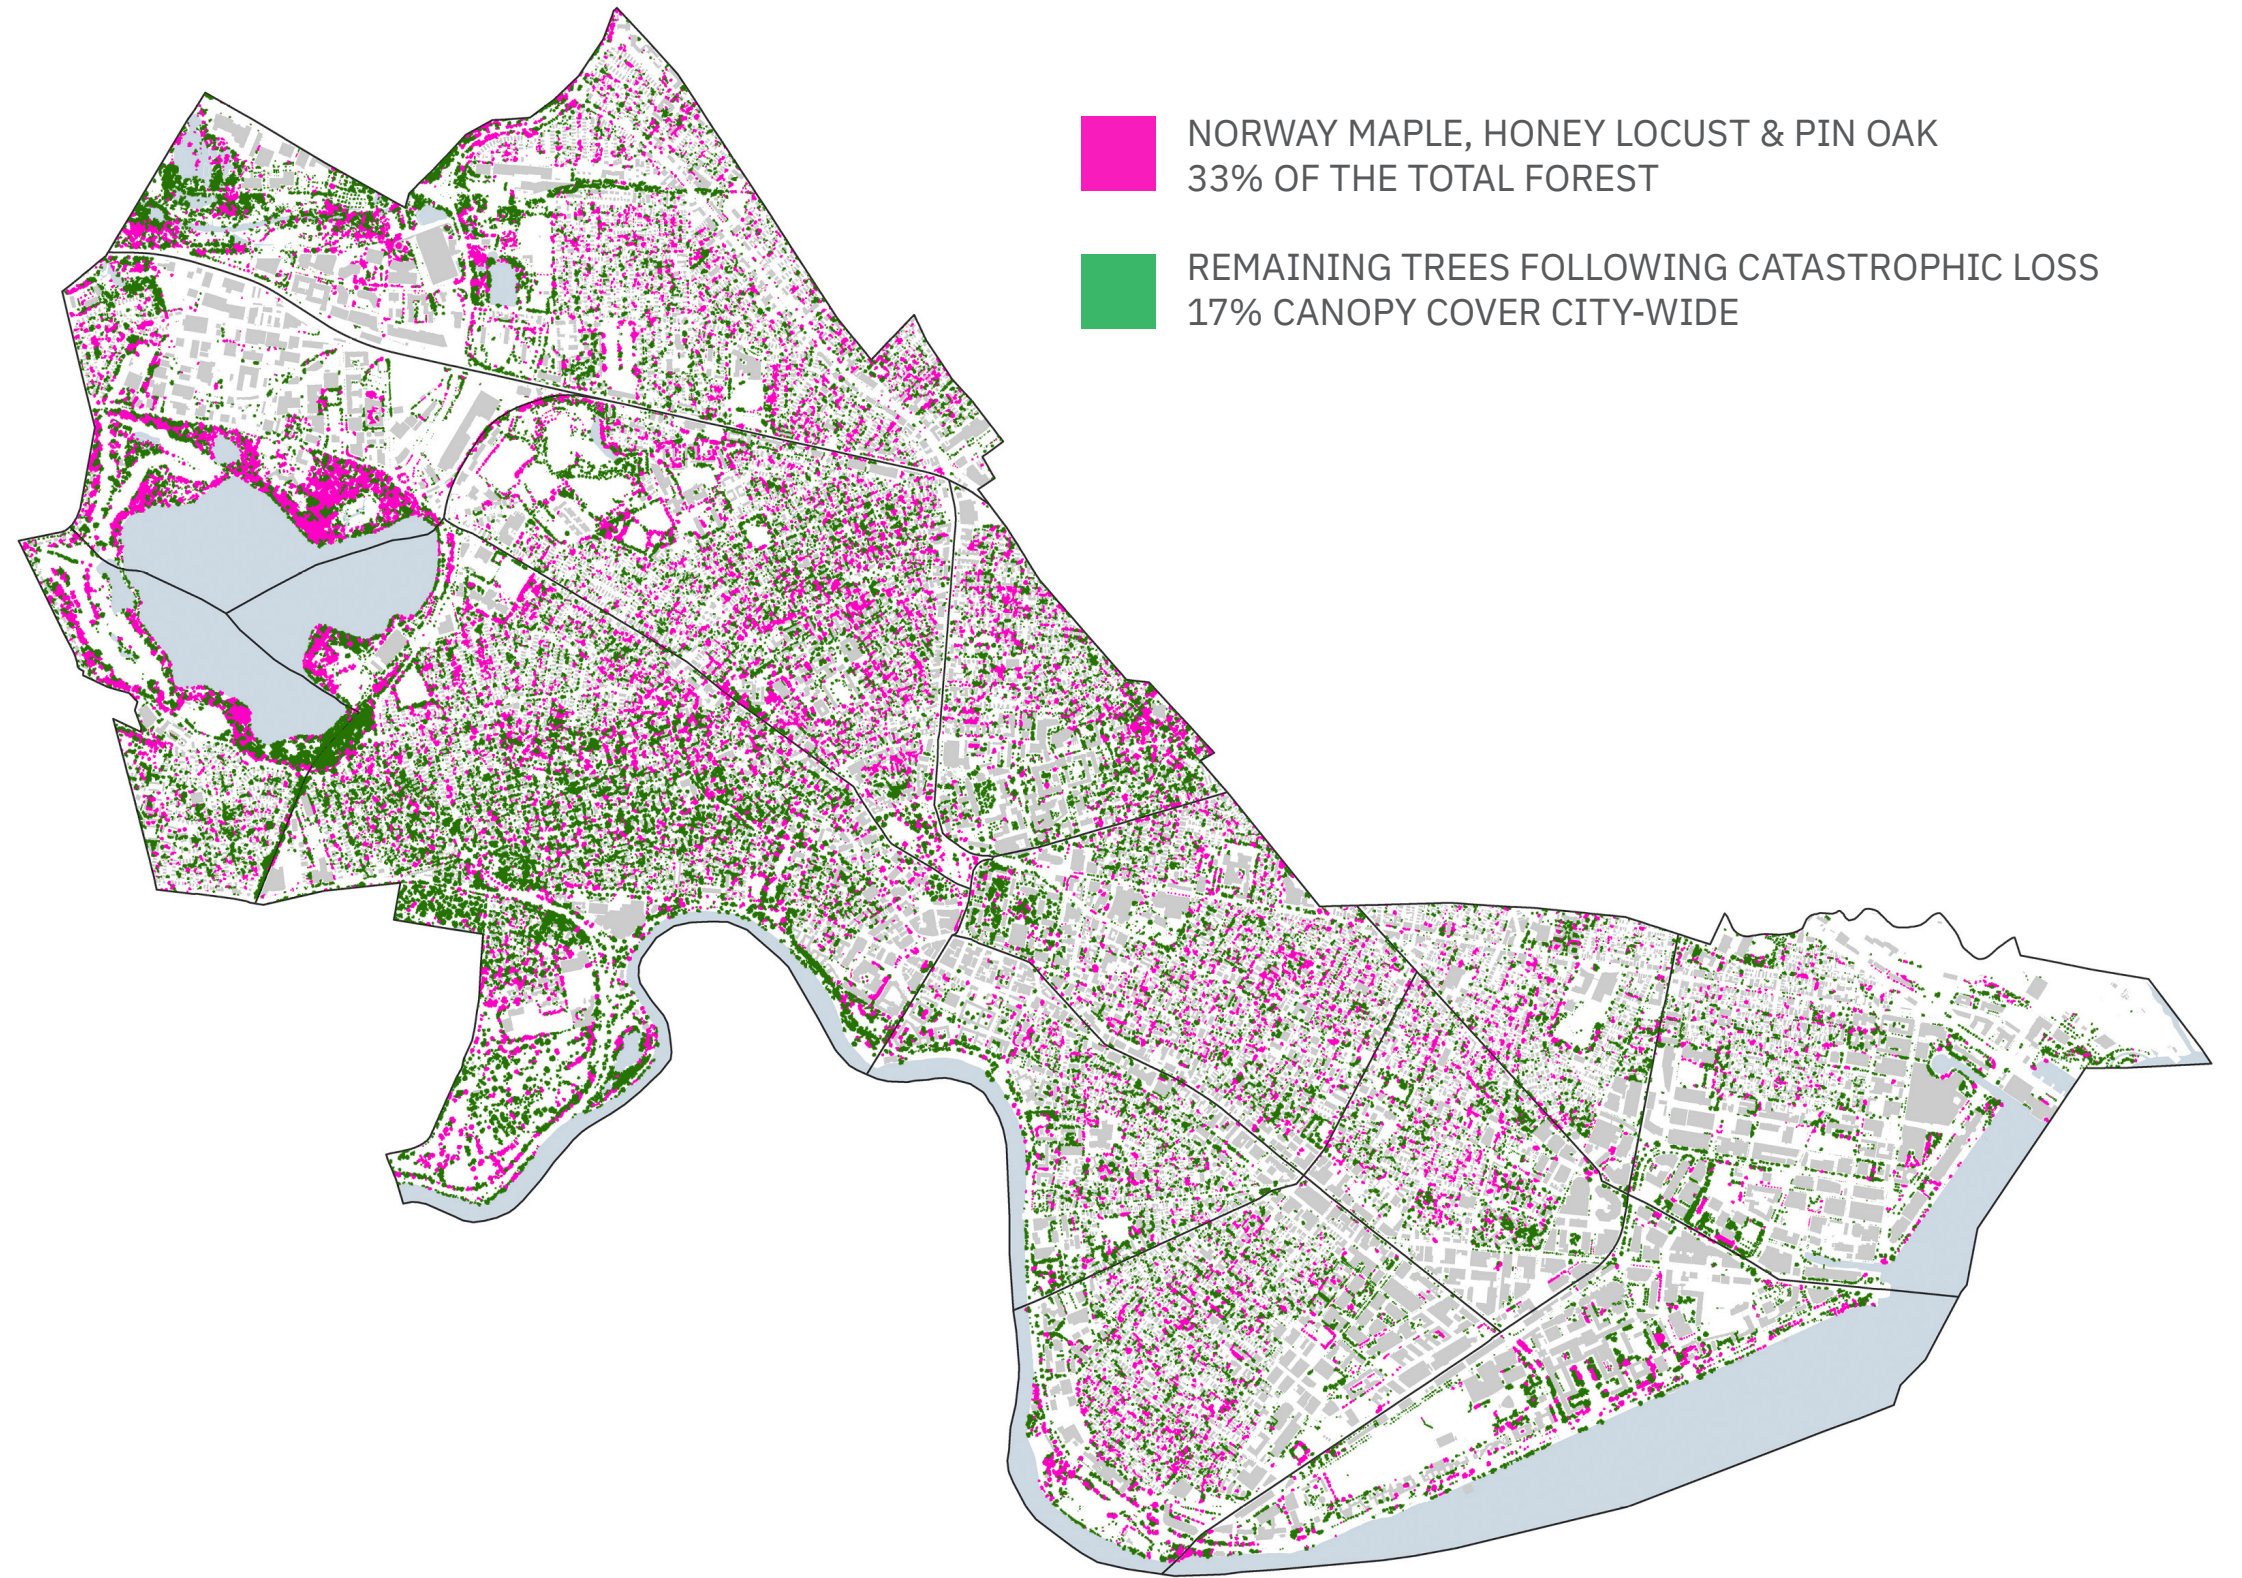 NORWAY MAPLE, HONEY LOCUST & PIN OAK
33% OF THE TOTAL FOREST
REMAINING TREES FOLLOWING CATASTROPHIC LOSS
17% CANOPY COVER CITY-WIDE